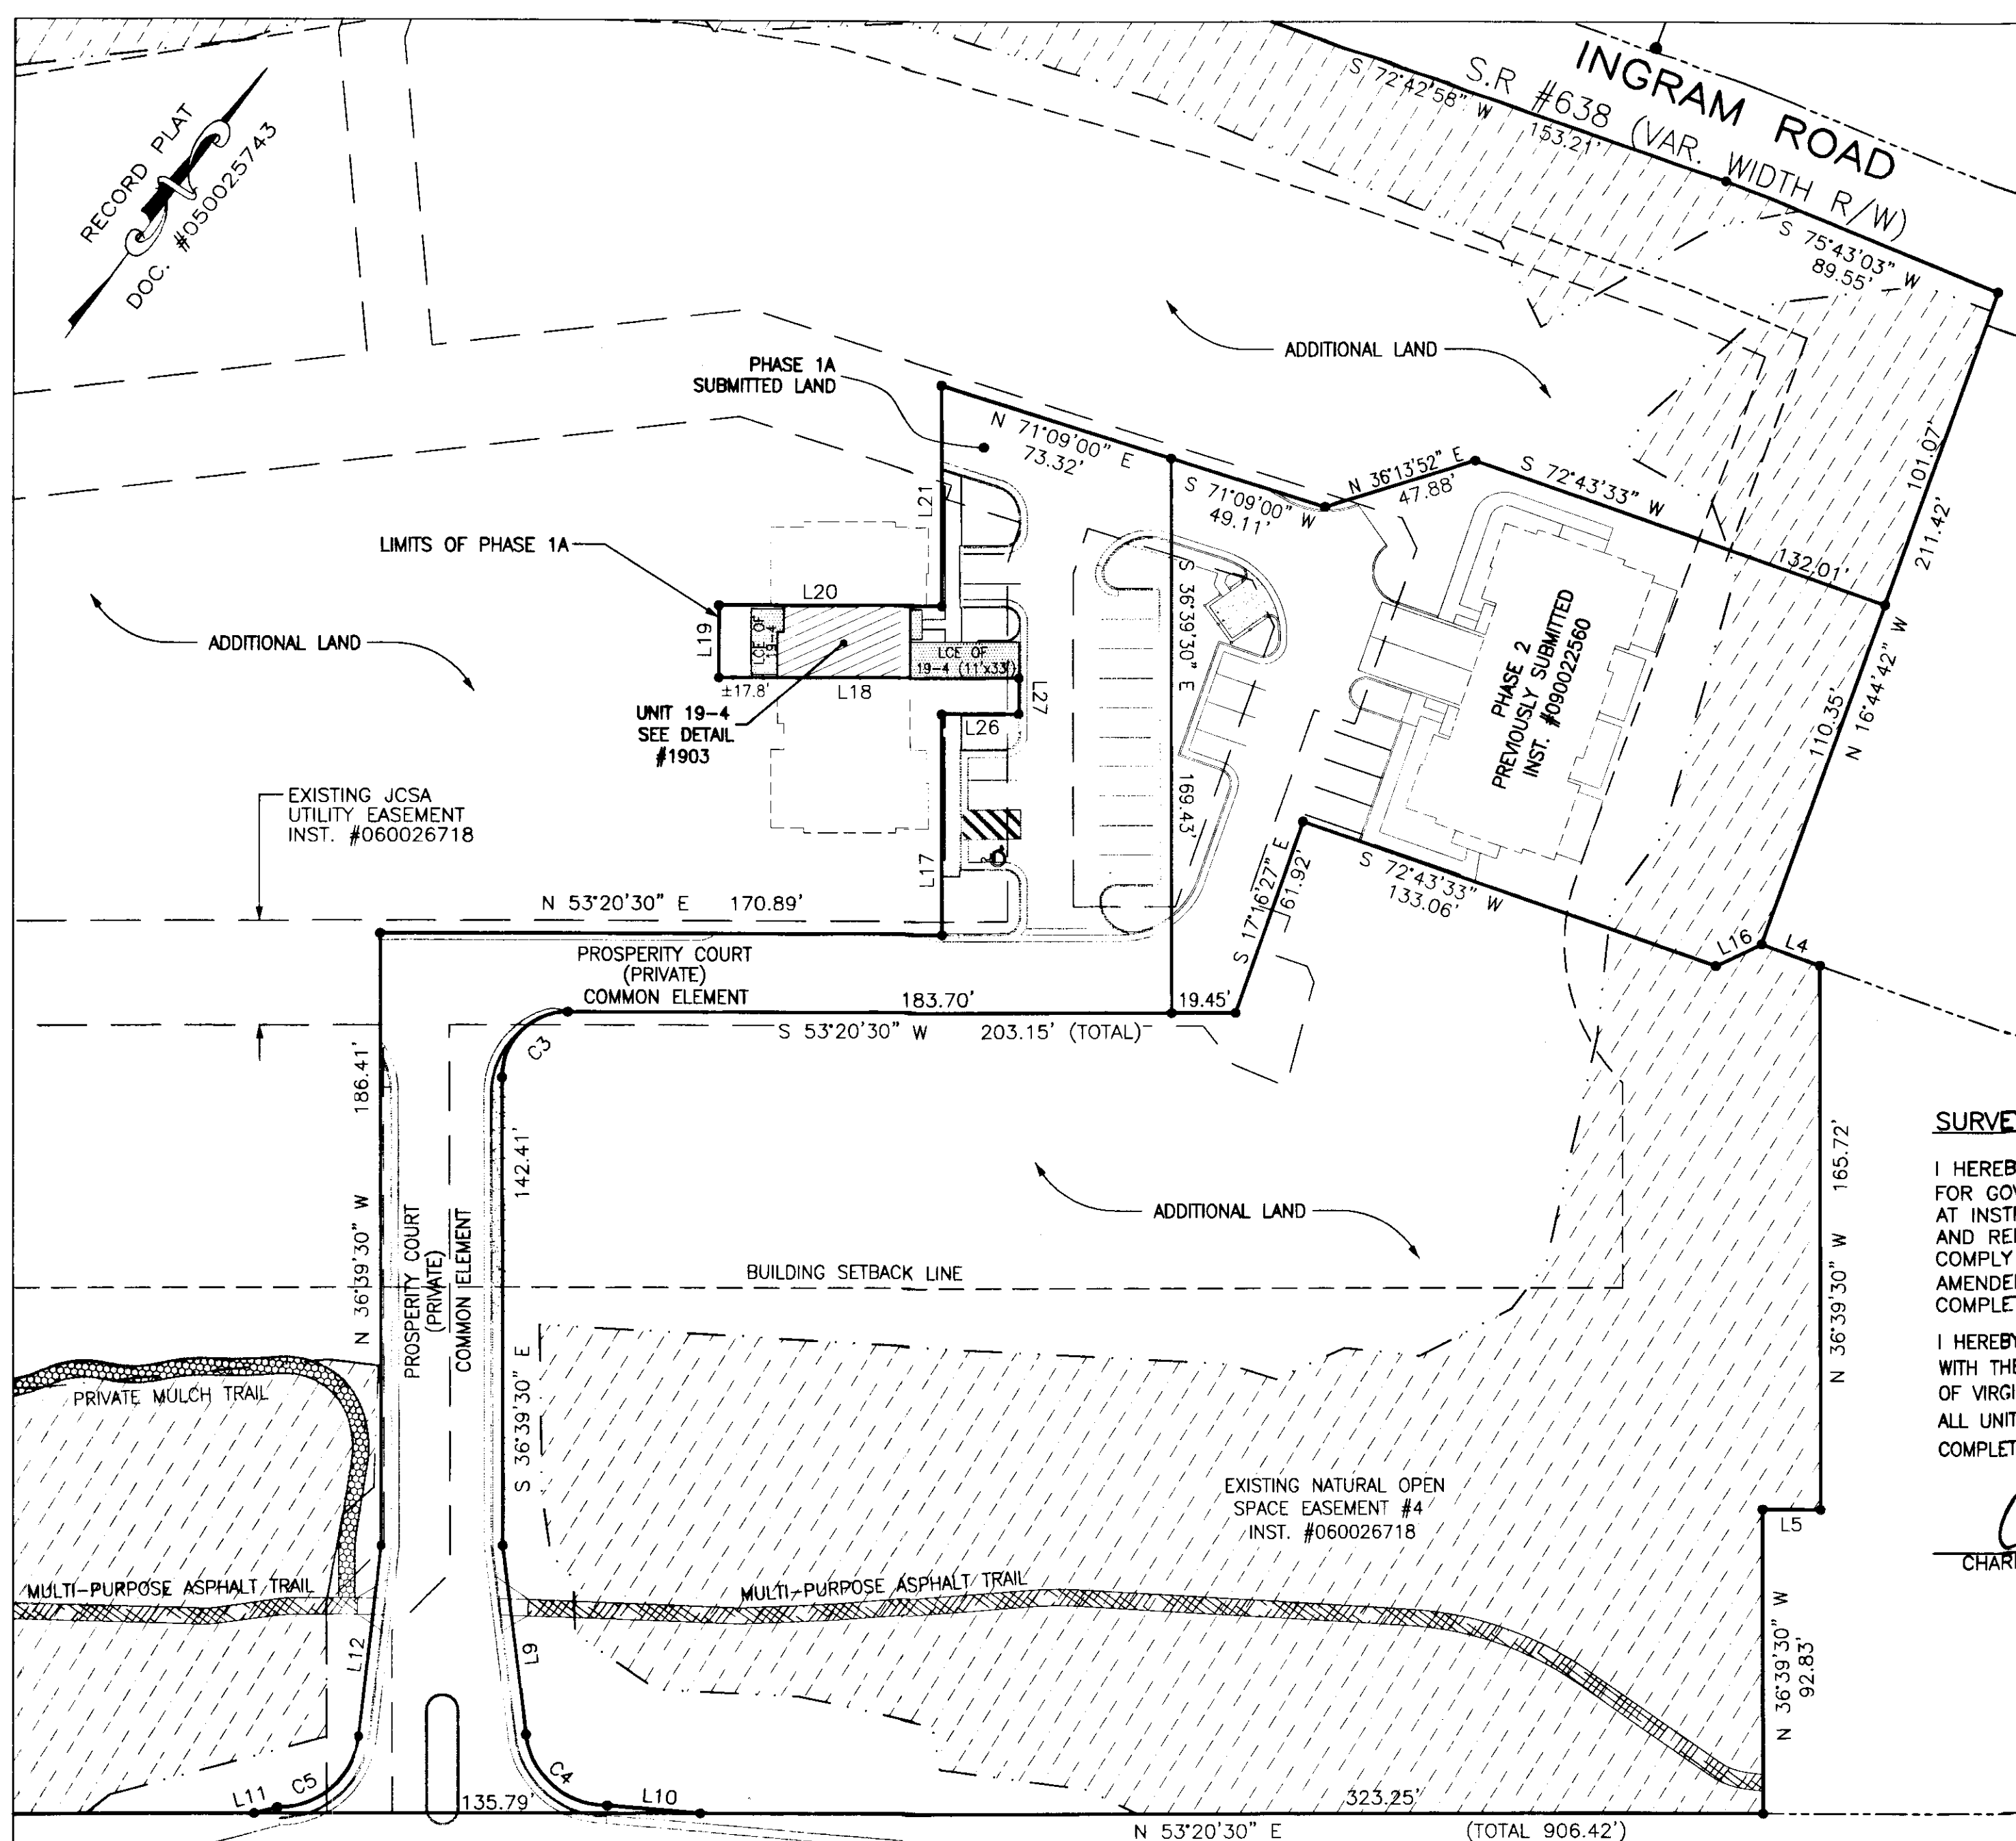 RECORD PLAT
DOC. #050025743
INGRAM ROAD
S.R #638 (VAR. WIDTH R/W)
S 72°42'58" W
153.21'
S 75°43'03" W
89.55'
ADDITIONAL LAND
PHASE 1A
SUBMITTED LAND
N 71°09'00" E
73.32'
S 71°09'00" W
49.11'
N 36°13'52" E
47.88'
S 72°43'33" W
132.01'
101.07'
211.42'
N 16°44'42" W
110.35'
LIMITS OF PHASE 1A
L21
L20
L19
LCE OF
19-4
LCE OF
19-4 (11'x33')
±17.8'
L18
L27
L26
UNIT 19-4
SEE DETAIL
#1903
ADDITIONAL LAND
S 36°39'30" E
169.43'
PHASE 2
PREVIOUSLY SUBMITTED
INST. #090022560
EXISTING JCSA
UTILITY EASEMENT
INST. #060026718
L17
S 17°16'27" E
61.92'
S 72°43'33" W
133.06'
L16
L4
N 53°20'30" E 170.89'
PROSPERITY COURT
(PRIVATE)
COMMON ELEMENT
183.70'
19.45'
S 53°20'30" W 203.15' (TOTAL)
C3
186.41'
N 36°39'30" W
142.41'
S 36°39'30" E
PROSPERITY COURT
(PRIVATE)
COMMON ELEMENT
ADDITIONAL LAND
BUILDING SETBACK LINE
165.72'
N 36°39'30" W
SURVE
I HEREB
FOR GO
AT INST
AND RE
COMPLY
AMENDE
COMPLE
I HEREBY
WITH THE
OF VIRGI
ALL UNIT
COMPLET
CHAR
PRIVATE MULCH TRAIL
EXISTING NATURAL OPEN
SPACE EASEMENT #4
INST. #060026718
L5
MULTI-PURPOSE ASPHALT TRAIL
MULTI-PURPOSE ASPHALT TRAIL
L12
L9
N 36°39'30" W
92.83'
L11
C5
C4
L10
135.79'
323.25'
N 53°20'30" E (TOTAL 906.42')